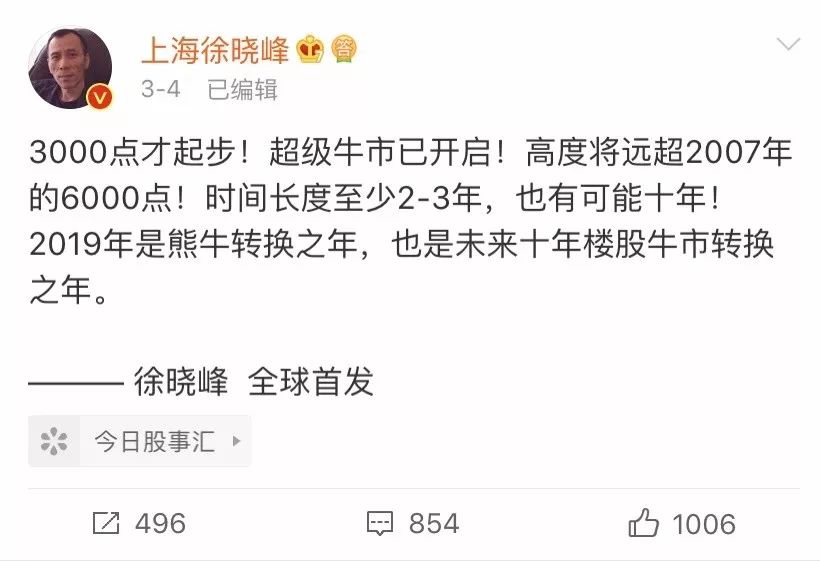 上海徐晓峰 答
3-4 已编辑
3000点才起步！超级牛市已开启！高度将远超2007年
的6000点！时间长度至少2-3年，也有可能十年！
2019年是熊牛转换之年，也是未来十年楼股牛市转换
之年。
——— 徐晓峰 全球首发
今日股事汇
496 854 1006